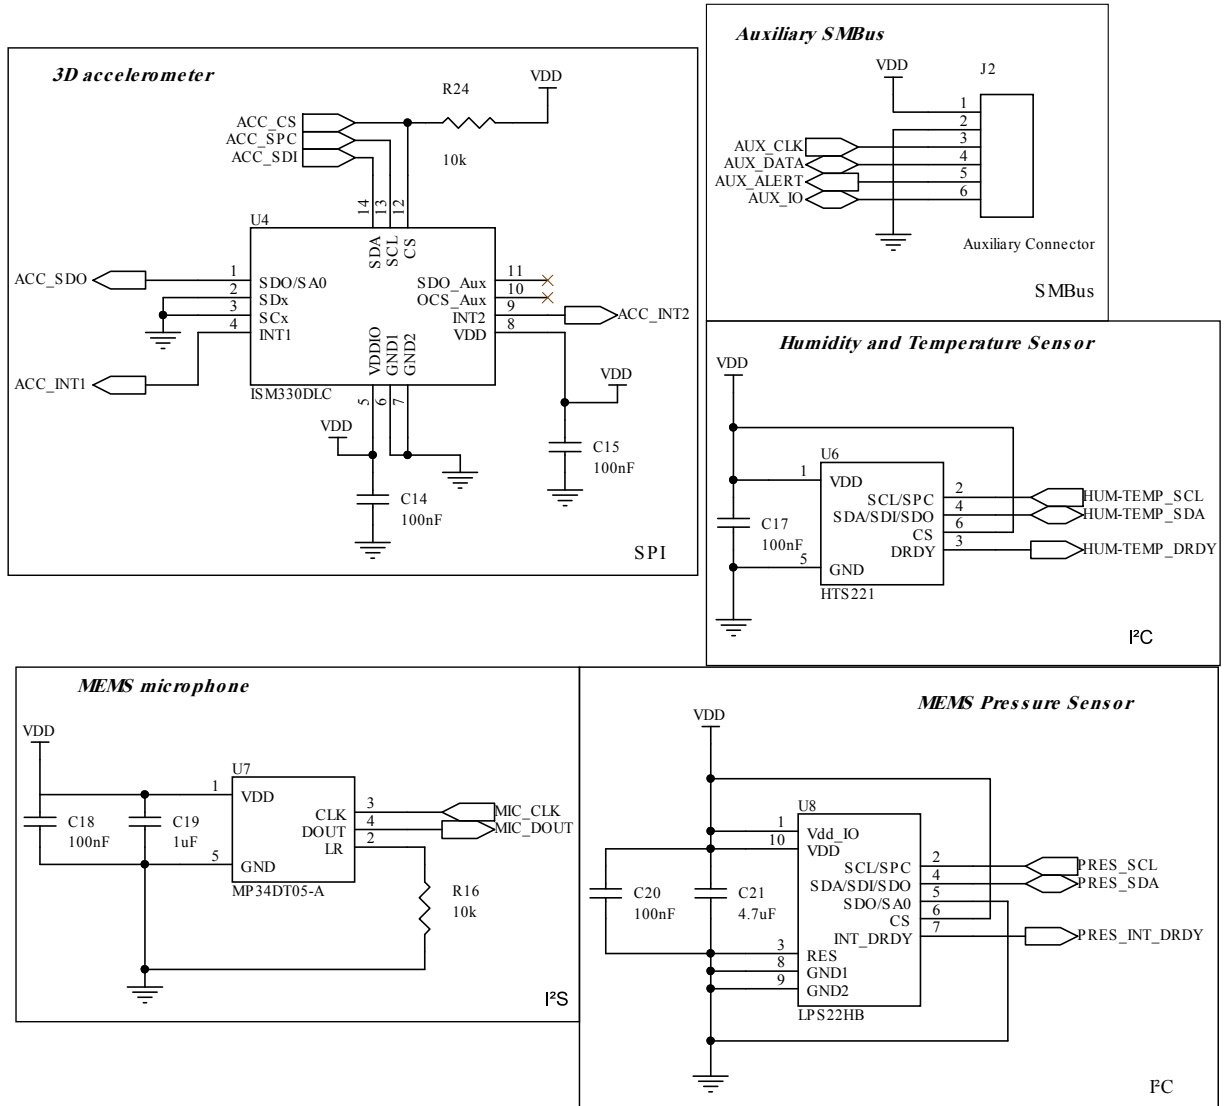 3D accelerometer
VDD
R24
10k
ACC_CS
ACC_SPC
ACC_SDI
14
13
12
U4
SDA
SCL
CS
ACC_SDO
1
SDO/SA0
2
SDx
3
SCx
4
INT1
ACC_INT1
SDO_Aux
11
OCS_Aux
10
INT2
9
ACC_INT2
VDD
8
VDDIO
GND1
GND2
ISM330DLC
5
6
7
VDD
VDD
C15
100nF
C14
100nF
SPI
Auxiliary SMBus
VDD
J2
1
2
AUX_CLK
3
AUX_DATA
4
AUX_ALERT
5
AUX_IO
6
Auxiliary Connector
SMBus
Humidity and Temperature Sensor
VDD
U6
1
VDD
SCL/SPC
2
HUM-TEMP_SCL
SDA/SDI/SDO
4
HUM-TEMP_SDA
CS
6
DRDY
3
HUM-TEMP_DRDY
C17
100nF
5
GND
HTS221
I²C
MEMS microphone
VDD
U7
1
VDD
CLK
3
MIC_CLK
DOUT
4
MIC_DOUT
LR
2
C18
100nF
C19
1uF
5
GND
MP34DT05-A
R16
10k
I²S
MEMS Pressure Sensor
VDD
U8
1
Vdd_IO
10
VDD
SCL/SPC
2
PRES_SCL
SDA/SDI/SDO
4
PRES_SDA
SDO/SA0
5
CS
6
INT_DRDY
7
PRES_INT_DRDY
C20
100nF
C21
4.7uF
3
RES
8
GND1
9
GND2
LPS22HB
I²C